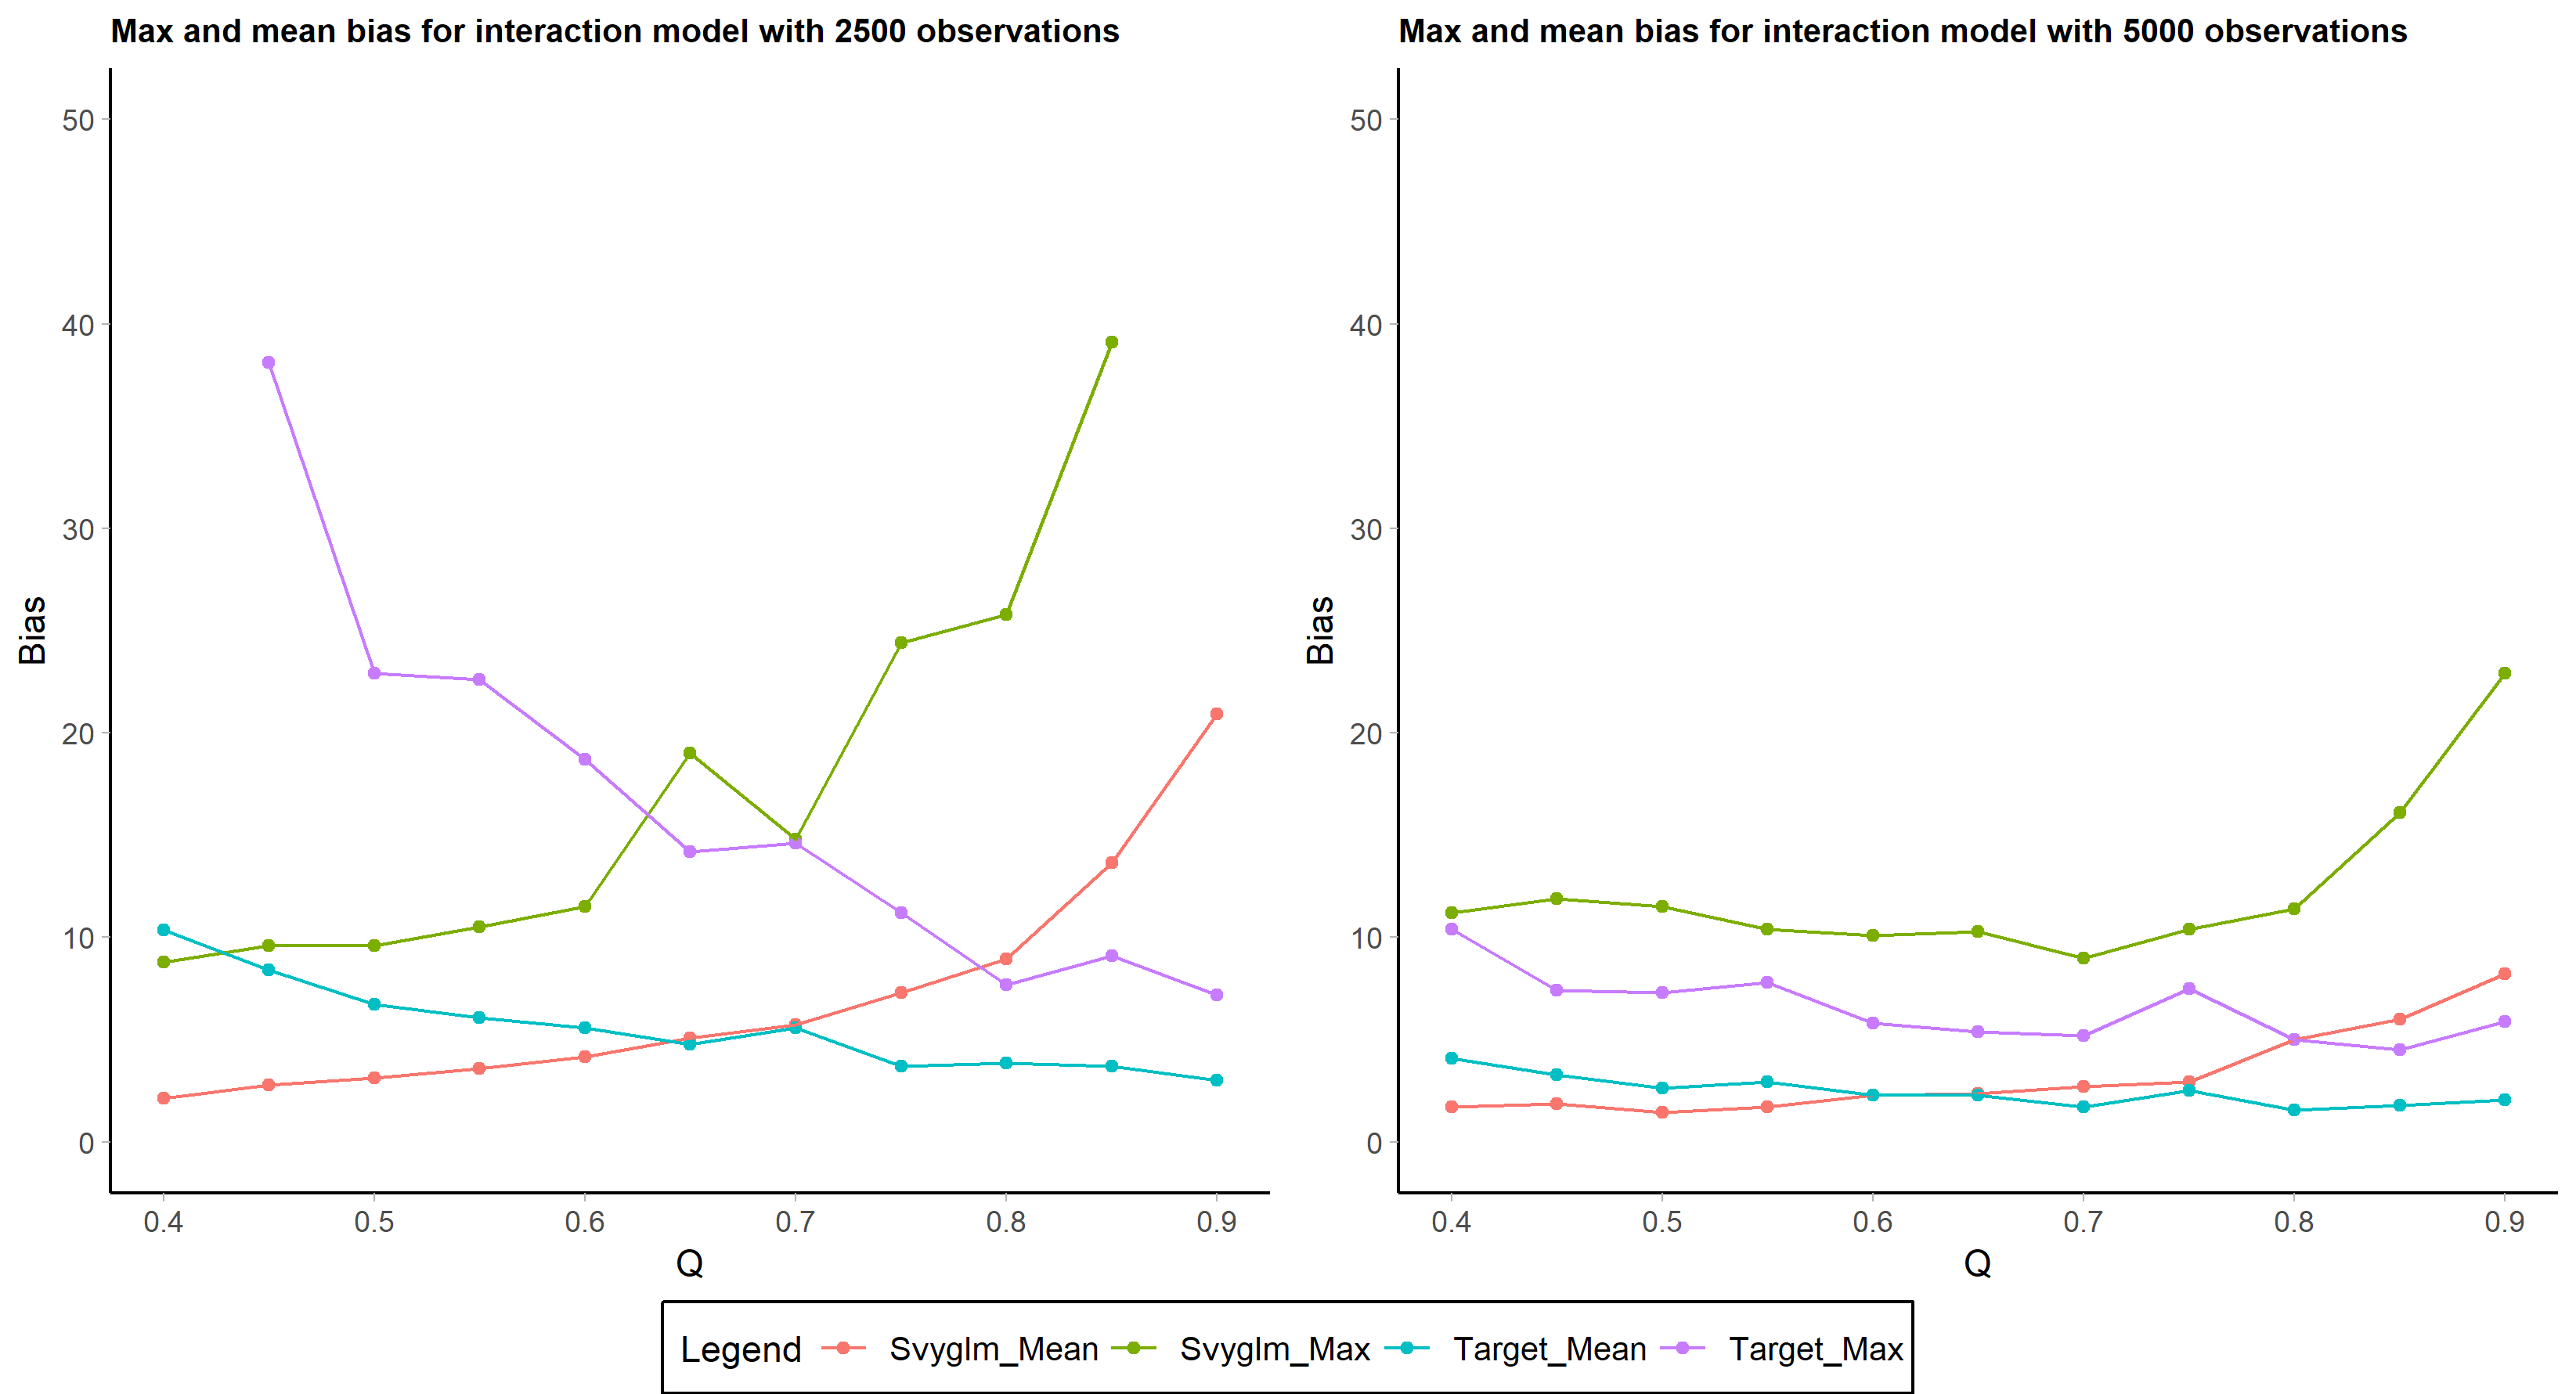 Max and mean bias for interaction model with 2500 observations
50
40
30
20
10
0
Bias
0.4 0.5 0.6 0.7 0.8 0.9
Q
Max and mean bias for interaction model with 5000 observations
50
40
30
20
10
0
Bias
0.4 0.5 0.6 0.7 0.8 0.9
Q
Legend Svyglm_Mean Svyglm_Max Target_Mean Target_Max